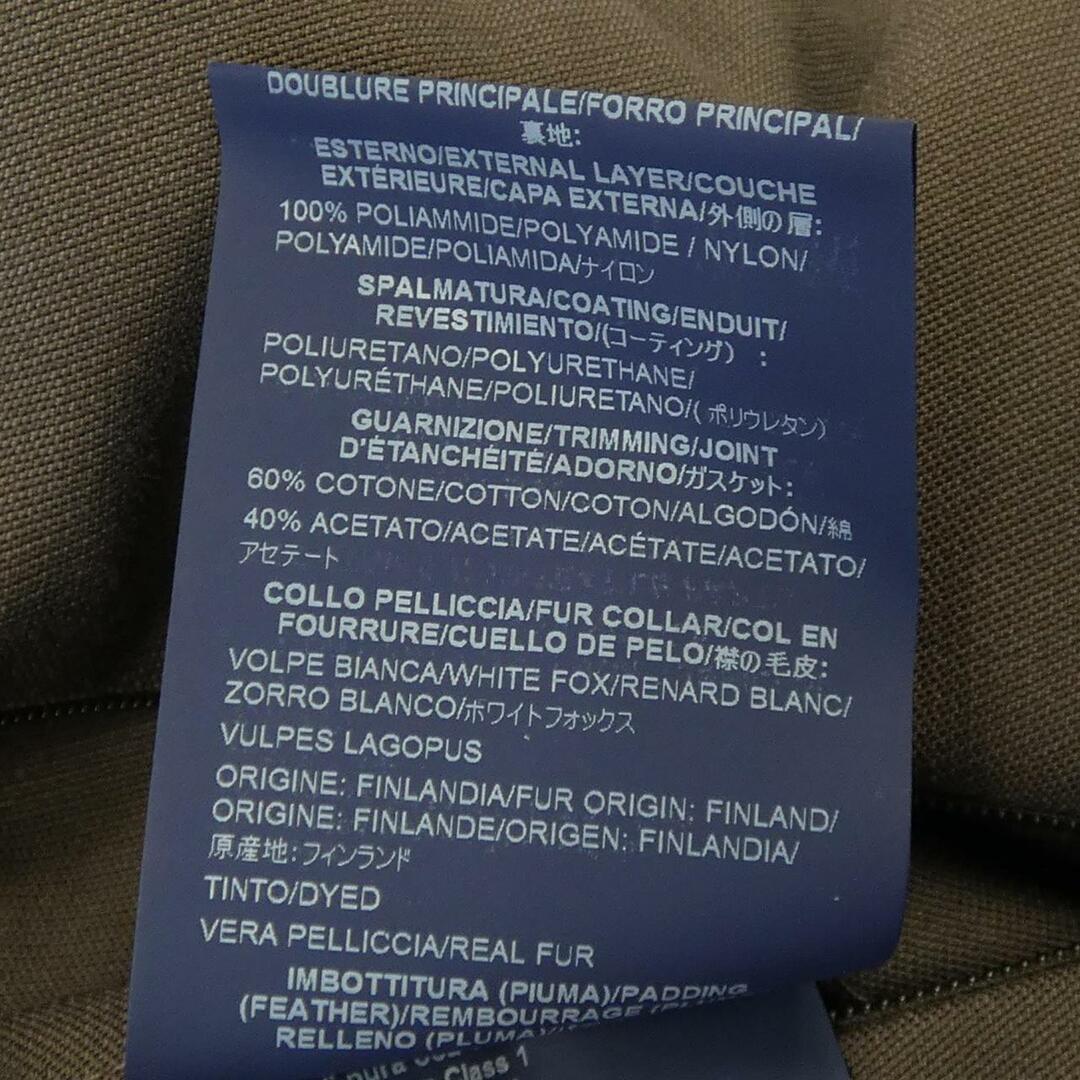 DOUBLURE PRINCIPALE/FORRO PRINCIPAL/
裏地:
ESTERNO/EXTERNAL LAYER/COUCHE
EXTÉRIEURE/CAPA EXTERNA/外側の層:
100% POLIAMMIDE/POLYAMIDE / NYLON/
POLYAMIDE/POLIAMIDA/ナイロン
SPALMATURA/COATING/ENDUIT/
REVESTIMIENTO/(コーティング) :
POLIURETANO/POLYURETHANE/
POLYURÉTHANE/POLIURETANO/( ポリウレタン)
GUARNIZIONE/TRIMMING/JOINT
D'ÉTANCHÉITÉ/ADORNO/ガスケット:
60% COTONE/COTTON/COTON/ALGODÓN/綿
40% ACETATO/ACETATE/ACÉTATE/ACETATO/
アセテート
COLLO PELLICCIA/FUR COLLAR/COL EN
FOURRURE/CUELLO DE PELO/襟の毛皮:
VOLPE BIANCA/WHITE FOX/RENARD BLANC/
ZORRO BLANCO/ホワイトフォックス
VULPES LAGOPUS
ORIGINE: FINLANDIA/FUR ORIGIN: FINLAND/
ORIGINE: FINLANDE/ORIGEN: FINLANDIA/
原産地:フィンランド
TINTO/DYED
VERA PELLICCIA/REAL FUR
IMBOTTITURA (PIUMA)/PADDING
(FEATHER)/REMBOURRAGE
RELLENO (PLUMA)/
pura
Class 1